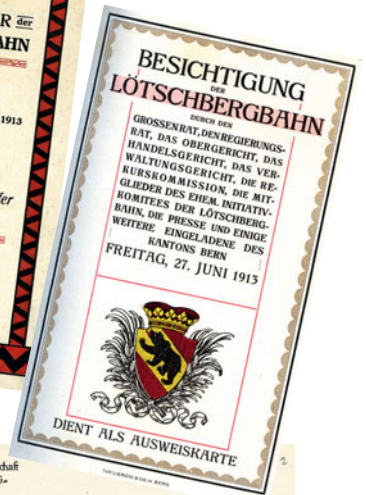 R der
AHN
1913
fer
BESICHTIGUNG
DER
LÖTSCHBERGBAHN
DURCH DEN
GROSSEN RAT, DEN REGIERUNGS-
RAT, DAS OBERGERICHT, DAS
HANDELSGERICHT, DAS VER-
WALTUNGSGERICHT, DIE RE-
KURSKOMMISSION, DIE MIT-
GLIEDER DES EHEM. INITIATIV-
KOMITEES DER LÖTSCHBERG-
BAHN, DIE PRESSE UND EINIGE
WEITERE EINGELADENE DES
KANTONS BERN
FREITAG, 27. JUNI 1913
DIENT ALS AUSWEISKARTE
chaft